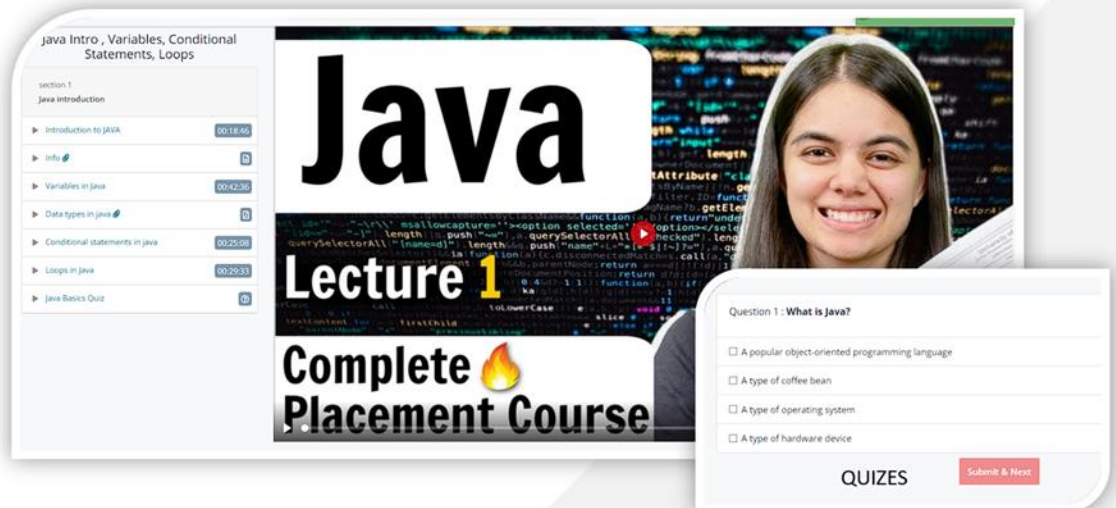 Java Intro , Variables, Conditional
Statements, Loops
section 1
Java introduction
Introduction to JAVA 00:18:46
Info
Variables in Java 00:42:36
Data types in java
Conditional statements in java 00:25:08
Loops in Java 00:29:33
Java Basics Quiz
Java
Lecture 1
Complete
Placement Course
Question 1 : What is Java?
A popular object-oriented programming language
A type of coffee bean
A type of operating system
A type of hardware device
QUIZES
Submit & Next